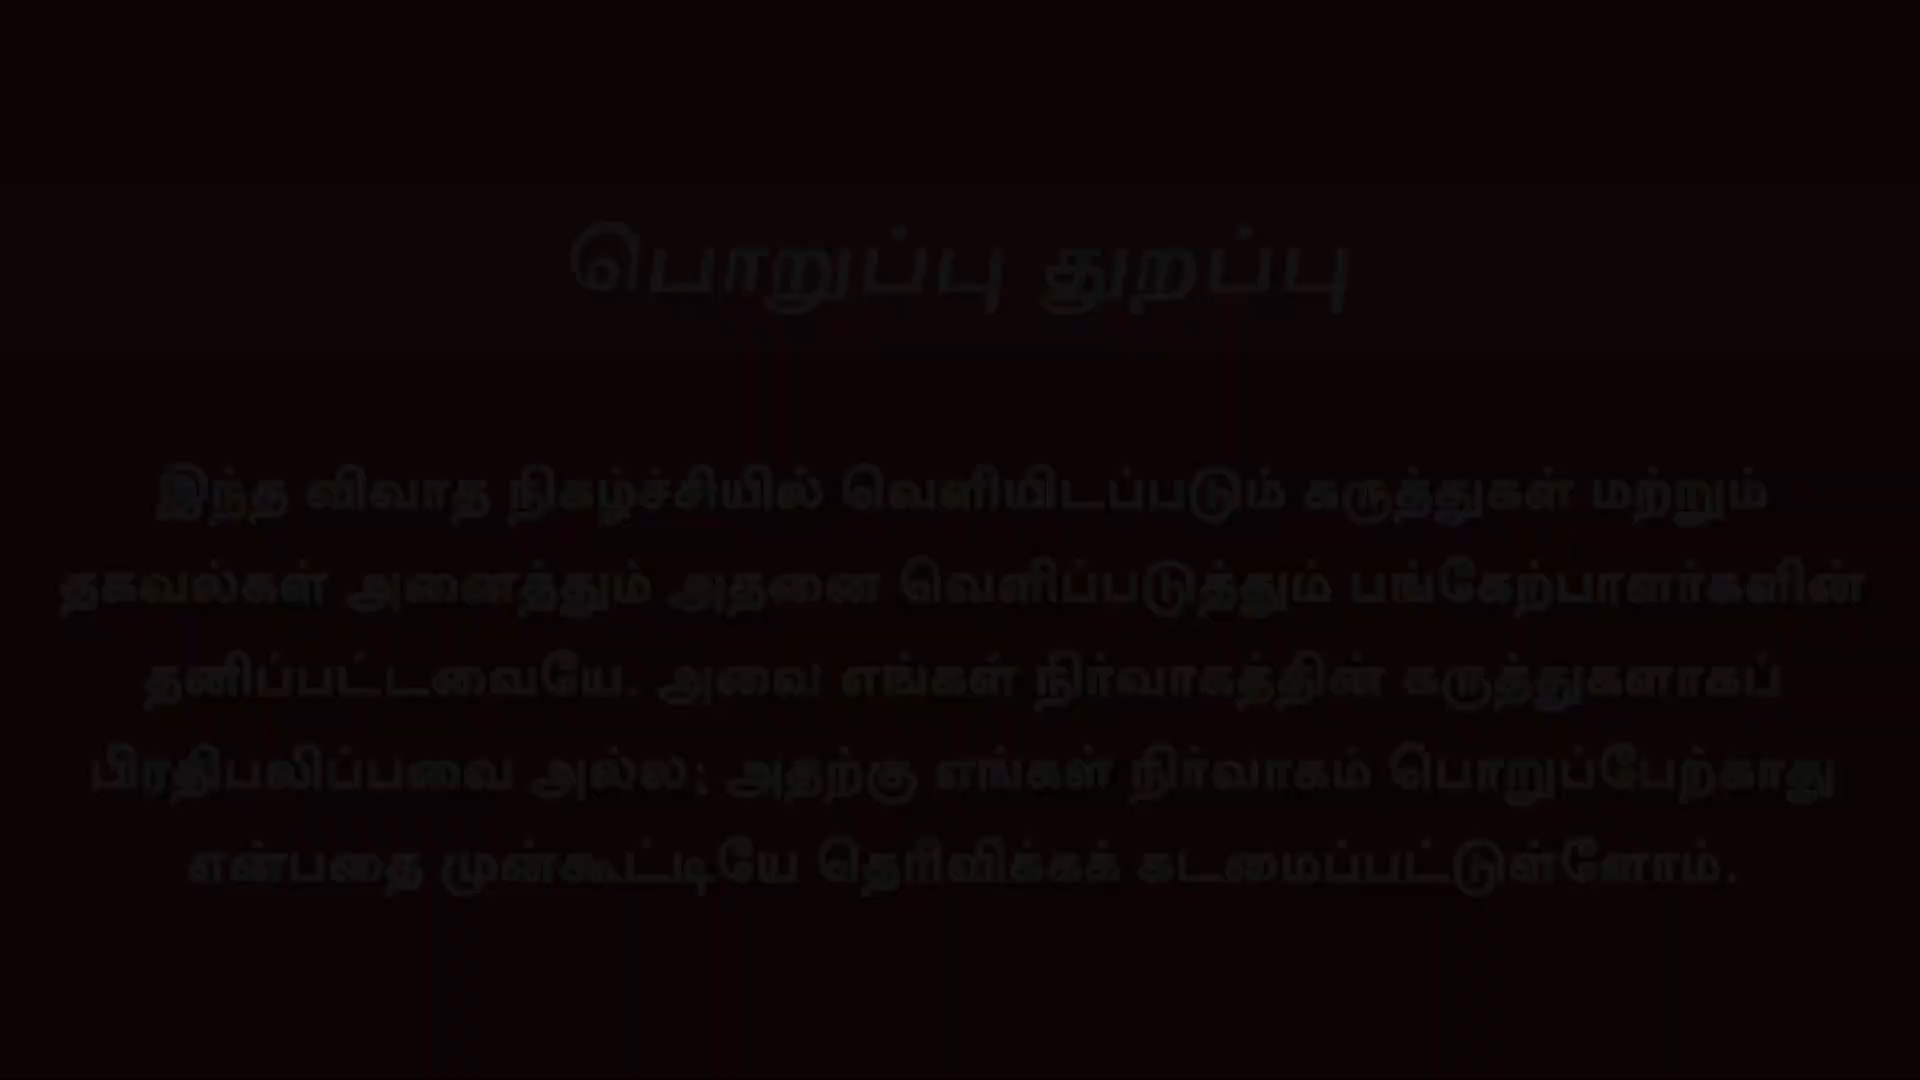 பொறுப்பு துறப்பு
இந்த விவாத நிகழ்ச்சியில் வெளியிடப்படும் கருத்துகள் மற்றும்
தகவல்கள் அனைத்தும் அதனை வெளிப்படுத்தும் பங்கேற்பாளர்களின்
தனிப்பட்டவையே. அவை எங்கள் நிர்வாகத்தின் கருத்துகளாகப்
பிரதிபலிப்பவை அல்ல; அதற்கு எங்கள் நிர்வாகம் பொறுப்பேற்காது
என்பதை முன்கூட்டியே தெரிவிக்கக் கடமைப்பட்டுள்ளோம்.